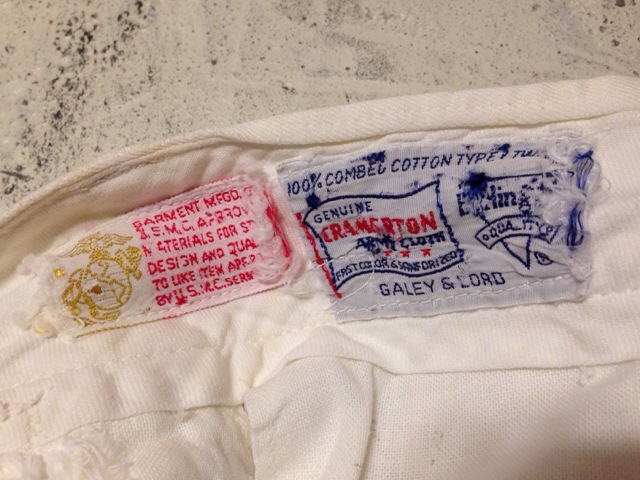 GARMENT MFGD.
U.S.M.C. APPROV
MATERIALS FOR ST
DESIGN AND QUAL
TO LIKE ITEM APP
BY U.S.M.C.
100% COMBED COTTON TYPE 1
GENUINE
CRAMERTON
ARMY CLOTH
FAST COLOR & SANFORIZED
GALEY & LORD